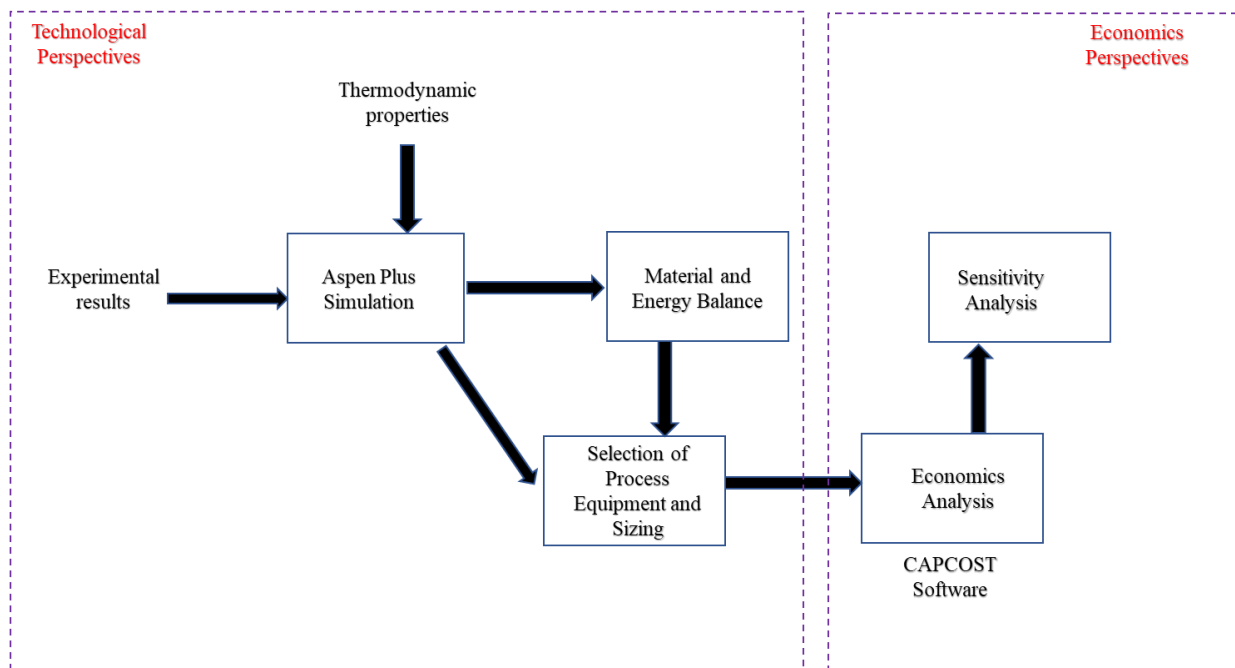 Technological
Perspectives
Economics
Perspectives
Thermodynamic
properties
Experimental
results
Aspen Plus
Simulation
Material and
Energy Balance
Sensitivity
Analysis
Selection of
Process
Equipment and
Sizing
Economics
Analysis
CAPCOST
Software